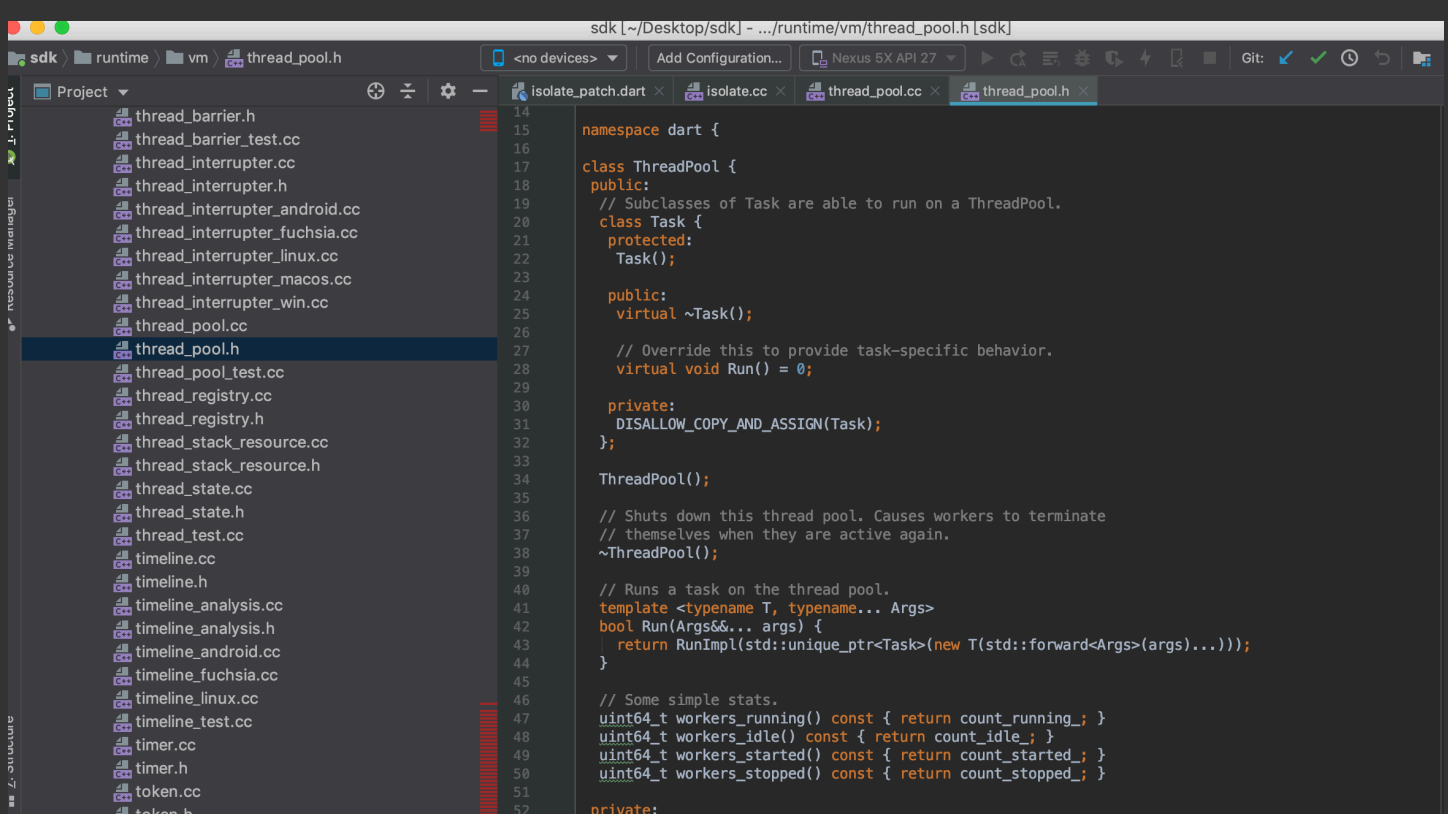 sdk [~/Desktop/sdk] - .../runtime/vm/thread_pool.h [sdk]
sdk runtime vm thread_pool.h <no devices> Add Configuration... Nexus 5X API 27 Git:
Project
isolate_patch.dart isolate.cc thread_pool.cc thread_pool.h
1: Project
Resource Manager
thread_barrier.h
thread_barrier_test.cc
thread_interrupter.cc
thread_interrupter.h
thread_interrupter_android.cc
thread_interrupter_fuchsia.cc
thread_interrupter_linux.cc
thread_interrupter_macos.cc
thread_interrupter_win.cc
thread_pool.cc
thread_pool.h
thread_pool_test.cc
thread_registry.cc
thread_registry.h
thread_stack_resource.cc
thread_stack_resource.h
thread_state.cc
thread_state.h
thread_test.cc
timeline.cc
timeline.h
timeline_analysis.cc
timeline_analysis.h
timeline_android.cc
timeline_fuchsia.cc
timeline_linux.cc
timeline_test.cc
timer.cc
timer.h
token.cc
token.h
14
15 namespace dart {
16
17 class ThreadPool {
18 public:
19 // Subclasses of Task are able to run on a ThreadPool.
20 class Task {
21 protected:
22 Task();
23
24 public:
25 virtual ~Task();
26
27 // Override this to provide task-specific behavior.
28 virtual void Run() = 0;
29
30 private:
31 DISALLOW_COPY_AND_ASSIGN(Task);
32 };
33
34 ThreadPool();
35
36 // Shuts down this thread pool. Causes workers to terminate
37 // themselves when they are active again.
38 ~ThreadPool();
39
40 // Runs a task on the thread pool.
41 template <typename T, typename... Args>
42 bool Run(Args&&... args) {
43 return RunImpl(std::unique_ptr<Task>(new T(std::forward<Args>(args)...)));
44 }
45
46 // Some simple stats.
47 uint64_t workers_running() const { return count_running_; }
48 uint64_t workers_idle() const { return count_idle_; }
49 uint64_t workers_started() const { return count_started_; }
50 uint64_t workers_stopped() const { return count_stopped_; }
51
52 private: